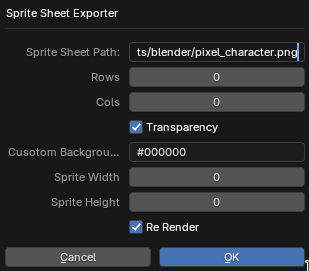 Sprite Sheet Exporter
Sprite Sheet Path: ts/blender/pixel_character.png
Rows 0
Cols 0
Transparency
Cusotom Backgrou... #000000
Sprite Width 0
Sprite Height 0
Re Render
Cancel OK